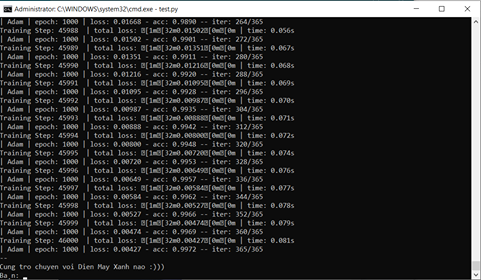 Administrator: C:\WINDOWS\system32\cmd.exe - test.py
| Adam | epoch: 1000 | loss: 0.01668 - acc: 0.9890 -- iter: 264/365
Training Step: 45988 | total loss: [1m[32m0.01502[0m[0m | time: 0.056s
| Adam | epoch: 1000 | loss: 0.01502 - acc: 0.9901 -- iter: 272/365
Training Step: 45989 | total loss: [1m[32m0.01351[0m[0m | time: 0.067s
| Adam | epoch: 1000 | loss: 0.01351 - acc: 0.9911 -- iter: 280/365
Training Step: 45990 | total loss: [1m[32m0.01216[0m[0m | time: 0.068s
| Adam | epoch: 1000 | loss: 0.01216 - acc: 0.9920 -- iter: 288/365
Training Step: 45991 | total loss: [1m[32m0.01095[0m[0m | time: 0.069s
| Adam | epoch: 1000 | loss: 0.01095 - acc: 0.9928 -- iter: 296/365
Training Step: 45992 | total loss: [1m[32m0.00987[0m[0m | time: 0.070s
| Adam | epoch: 1000 | loss: 0.00987 - acc: 0.9935 -- iter: 304/365
Training Step: 45993 | total loss: [1m[32m0.00888[0m[0m | time: 0.071s
| Adam | epoch: 1000 | loss: 0.00888 - acc: 0.9942 -- iter: 312/365
Training Step: 45994 | total loss: [1m[32m0.00800[0m[0m | time: 0.072s
| Adam | epoch: 1000 | loss: 0.00800 - acc: 0.9948 -- iter: 320/365
Training Step: 45995 | total loss: [1m[32m0.00720[0m[0m | time: 0.074s
| Adam | epoch: 1000 | loss: 0.00720 - acc: 0.9953 -- iter: 328/365
Training Step: 45996 | total loss: [1m[32m0.00649[0m[0m | time: 0.076s
| Adam | epoch: 1000 | loss: 0.00649 - acc: 0.9957 -- iter: 336/365
Training Step: 45997 | total loss: [1m[32m0.00584[0m[0m | time: 0.077s
| Adam | epoch: 1000 | loss: 0.00584 - acc: 0.9962 -- iter: 344/365
Training Step: 45998 | total loss: [1m[32m0.00527[0m[0m | time: 0.078s
| Adam | epoch: 1000 | loss: 0.00527 - acc: 0.9966 -- iter: 352/365
Training Step: 45999 | total loss: [1m[32m0.00474[0m[0m | time: 0.079s
| Adam | epoch: 1000 | loss: 0.00474 - acc: 0.9969 -- iter: 360/365
Training Step: 46000 | total loss: [1m[32m0.00427[0m[0m | time: 0.081s
| Adam | epoch: 1000 | loss: 0.00427 - acc: 0.9972 -- iter: 365/365
--
Cung tro chuyen voi Dien May Xanh nao :)))
Ba.n: